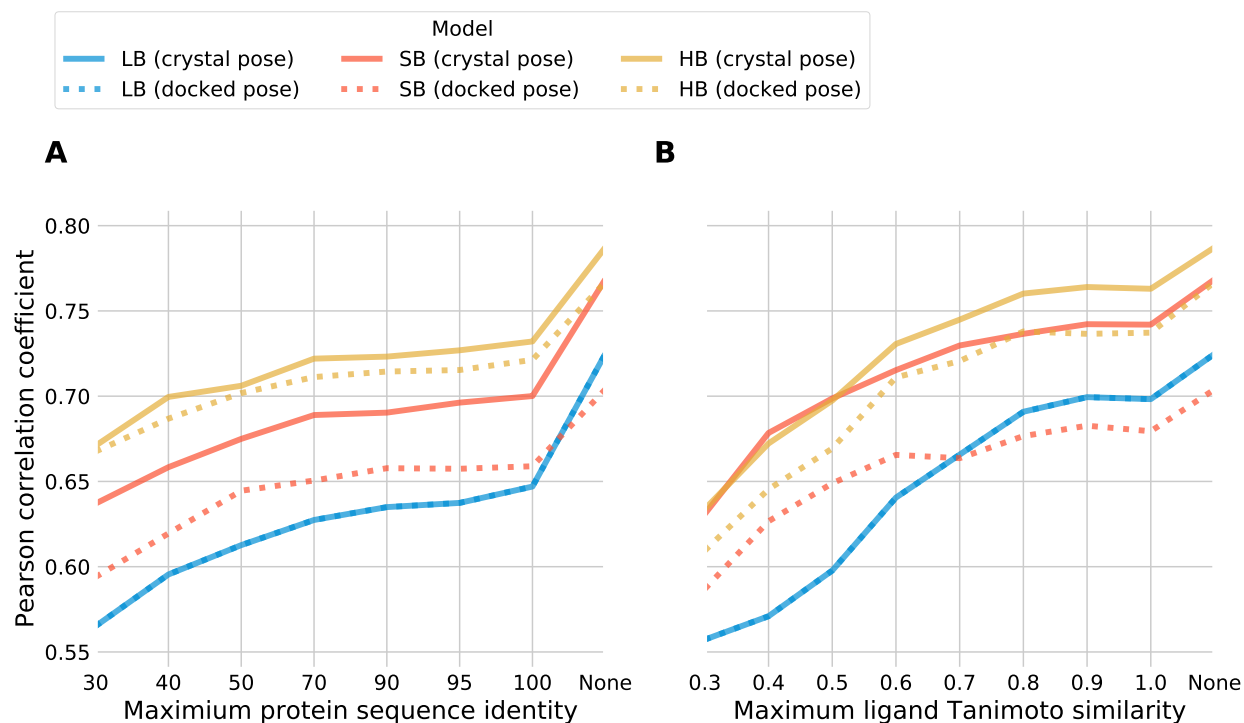 Model
LB (crystal pose) SB (crystal pose) HB (crystal pose)
LB (docked pose) SB (docked pose) HB (docked pose)
A
B
Pearson correlation coefficient
0.80
0.75
0.70
0.65
0.60
0.55
30 40 50 70 90 95 100 None
Maximium protein sequence identity
0.3 0.4 0.5 0.6 0.7 0.8 0.9 1.0 None
Maximum ligand Tanimoto similarity